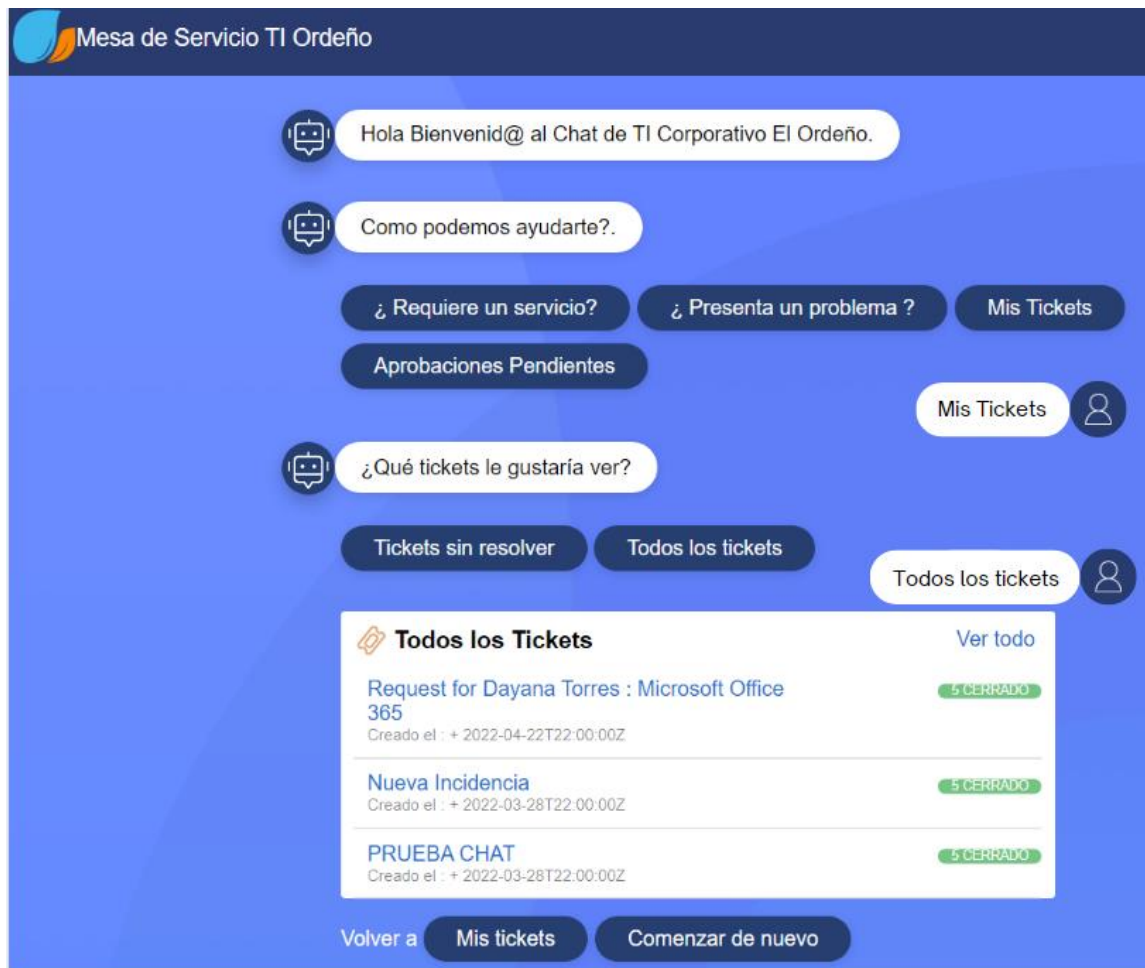 Mesa de Servicio TI Ordeño
Hola Bienvenid@ al Chat de TI Corporativo El Ordeño.
Como podemos ayudarte?.
¿ Requiere un servicio? ¿ Presenta un problema ? Mis Tickets
Aprobaciones Pendientes
Mis Tickets
¿Qué tickets le gustaría ver?
Tickets sin resolver Todos los tickets
Todos los tickets
Todos los Tickets Ver todo
Request for Dayana Torres : Microsoft Office 5 CERRADO
365
Creado el : + 2022-04-22T22:00:00Z
Nueva Incidencia 5 CERRADO
Creado el : + 2022-03-28T22:00:00Z
PRUEBA CHAT 5 CERRADO
Creado el : + 2022-03-28T22:00:00Z
Volver a Mis tickets Comenzar de nuevo